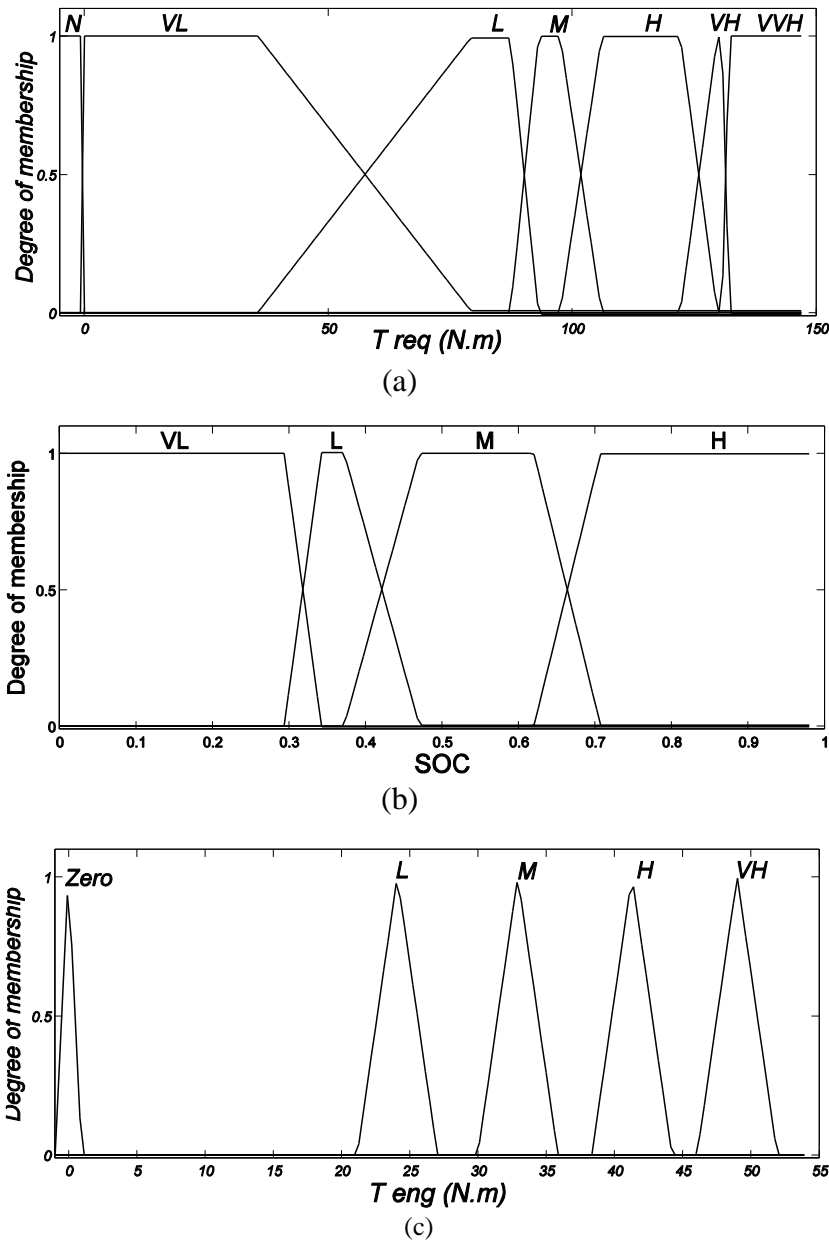 N VL L M H VH VVH
1
0.5
0
Degree of membership
0 50 100 150
T req (N.m)
(a)
VL L M H
1
0.5
0
Degree of membership
0 0.1 0.2 0.3 0.4 0.5 0.6 0.7 0.8 0.9 1
SOC
(b)
Zero L M H VH
1
0.5
0
Degree of membership
0 5 10 15 20 25 30 35 40 45 50 55
T eng (N.m)
(c)